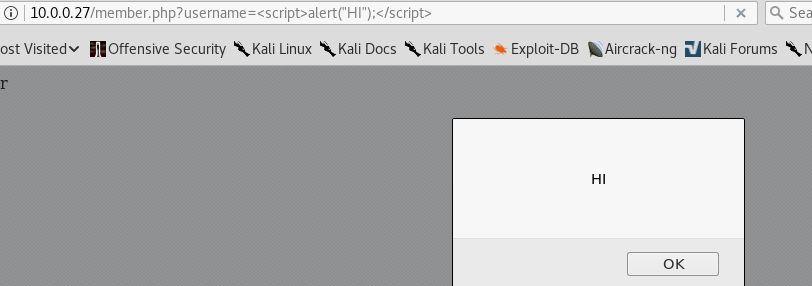 10.0.0.27/member.php?username=<script>alert("HI");</script>
Sea
ost Visited Offensive Security Kali Linux Kali Docs Kali Tools Exploit-DB Aircrack-ng Kali Forums N
r
HI
OK